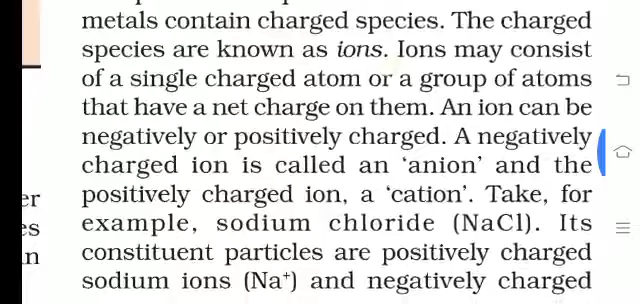 metals contain charged species. The charged
species are known as ions. Ions may consist
of a single charged atom or a group of atoms
that have a net charge on them. An ion can be
negatively or positively charged. A negatively
charged ion is called an ‘anion’ and the
positively charged ion, a ‘cation’. Take, for
example, sodium chloride (NaCl). Its
constituent particles are positively charged
sodium ions (Na⁺) and negatively charged